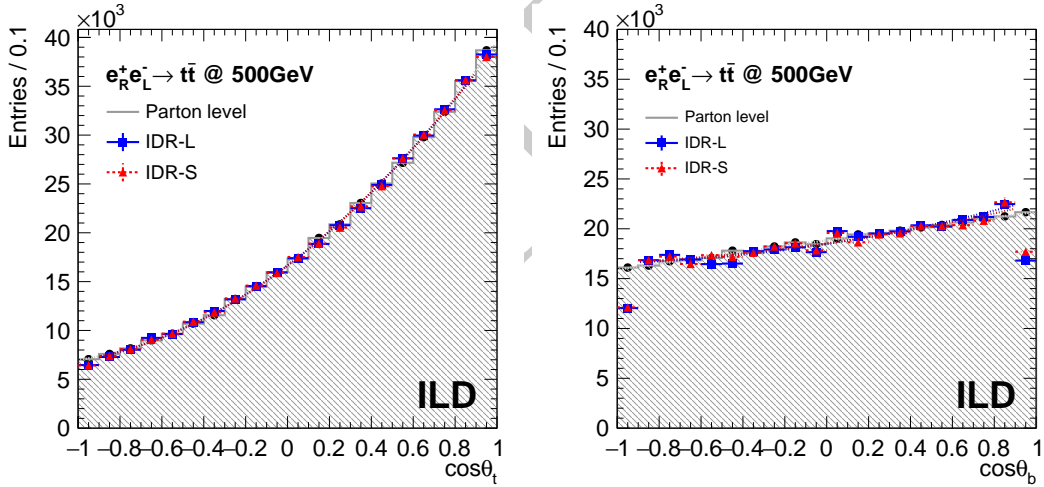 ×10³
Entries / 0.1
40
35
30
25
20
15
10
5
0
e⁺_R e⁻_L → tt̄ @ 500GeV
Parton level
IDR-L
IDR-S
ILD
−1 −0.8 −0.6 −0.4 −0.2 0 0.2 0.4 0.6 0.8 1
cosθ_t
×10³
Entries / 0.1
40
35
30
25
20
15
10
5
0
e⁺_R e⁻_L → tt̄ @ 500GeV
Parton level
IDR-L
IDR-S
ILD
−1 −0.8 −0.6 −0.4 −0.2 0 0.2 0.4 0.6 0.8 1
cosθ_b